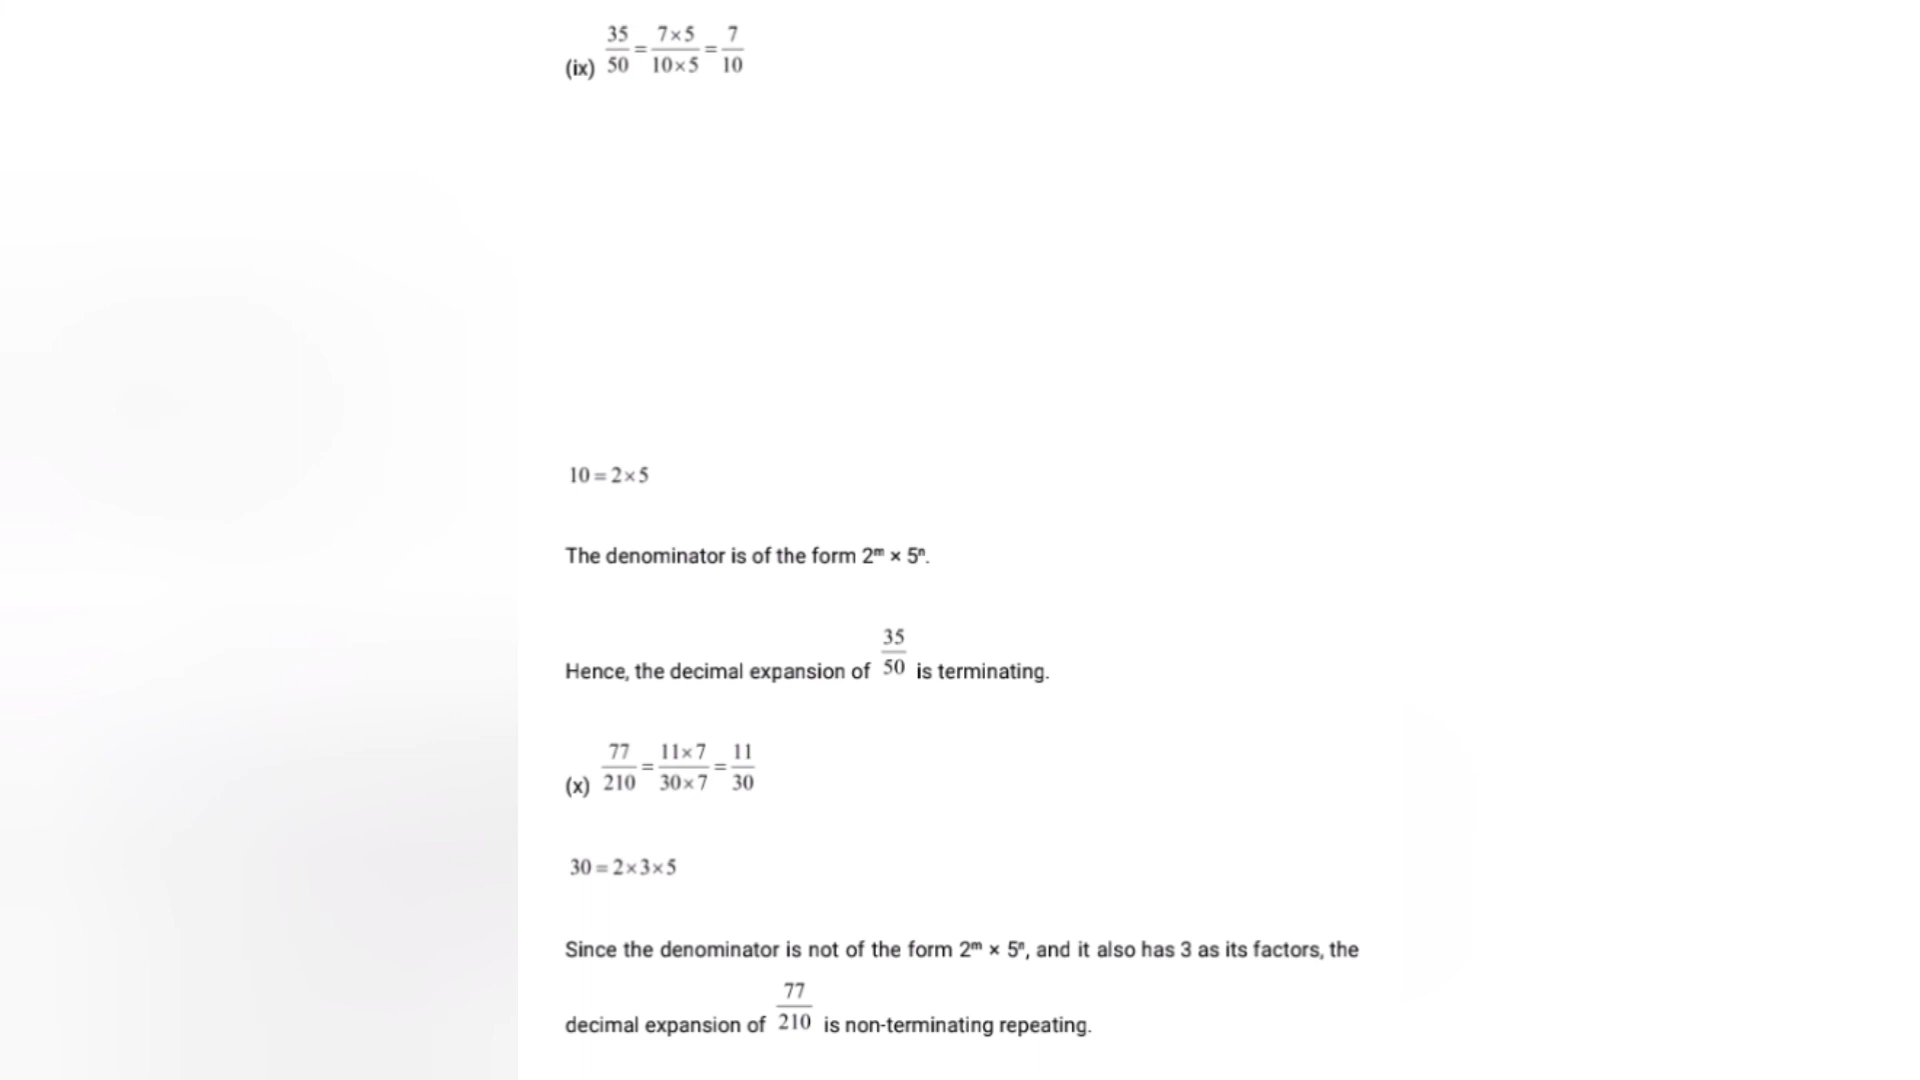 (ix) 35/50 = 7×5/10×5 = 7/10
10 = 2×5
The denominator is of the form 2ᵐ × 5ⁿ.
Hence, the decimal expansion of 35/50 is terminating.
(x) 77/210 = 11×7/30×7 = 11/30
30 = 2×3×5
Since the denominator is not of the form 2ᵐ × 5ⁿ, and it also has 3 as its factors, the
decimal expansion of 77/210 is non-terminating repeating.